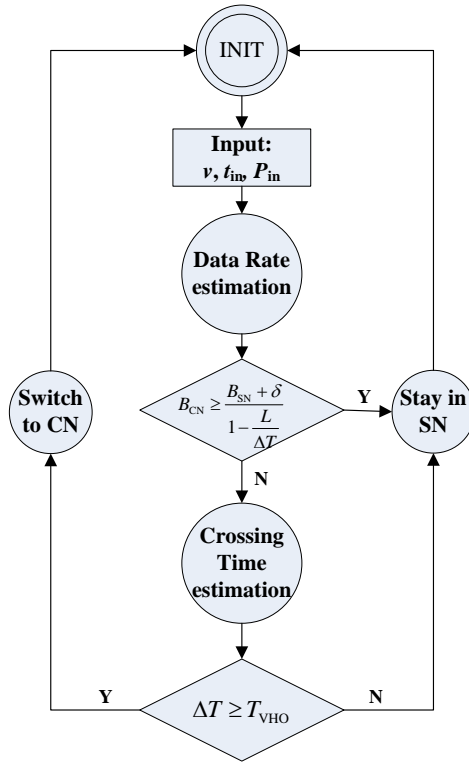 INIT
Input:
v, t_in, P_in
Data Rate
estimation
B_CN ≥ (B_SN + δ) / (1 − L/ΔT)
Y
N
Switch
to CN
Stay in
SN
Crossing
Time
estimation
Y
ΔT ≥ T_VHO
N